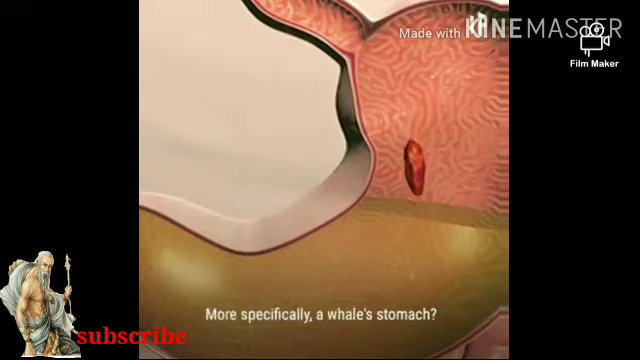 Made with KINEMASTER
Film Maker
More specifically, a whale's stomach?
subscribe